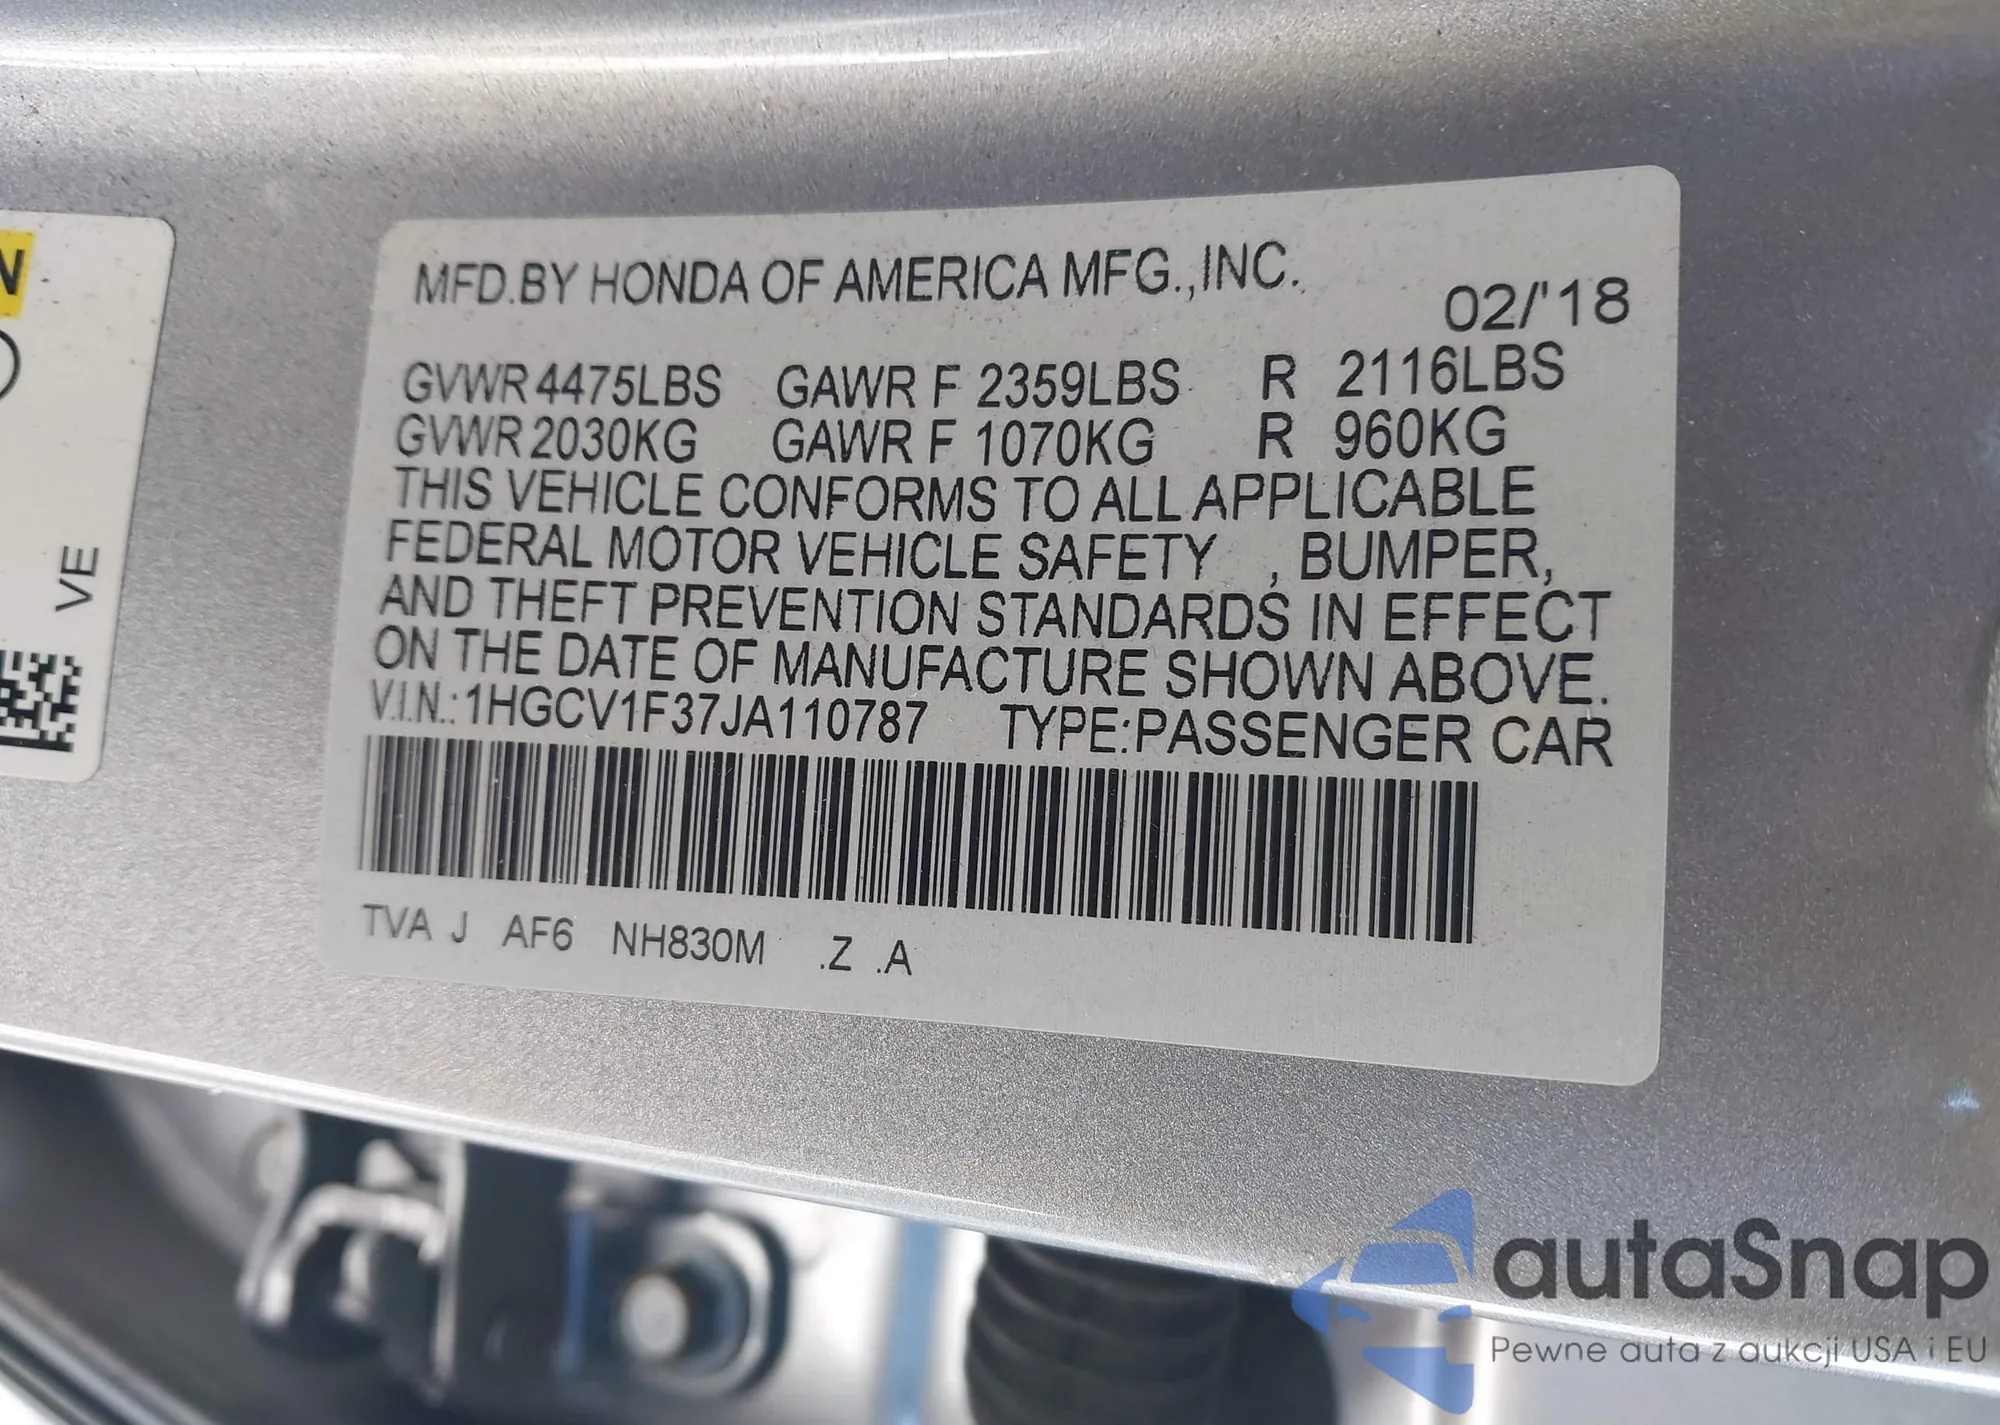 N
VE
MFD.BY HONDA OF AMERICA MFG.,INC.
02/'18
GVWR 4475LBS GAWR F 2359LBS R 2116LBS
GVWR 2030KG GAWR F 1070KG R 960KG
THIS VEHICLE CONFORMS TO ALL APPLICABLE
FEDERAL MOTOR VEHICLE SAFETY , BUMPER,
AND THEFT PREVENTION STANDARDS IN EFFECT
ON THE DATE OF MANUFACTURE SHOWN ABOVE.
V.I.N.:1HGCV1F37JA110787 TYPE:PASSENGER CAR
TVA J AF6 NH830M .Z .A
autaSnap
Pewne auta z aukcji USA i EU